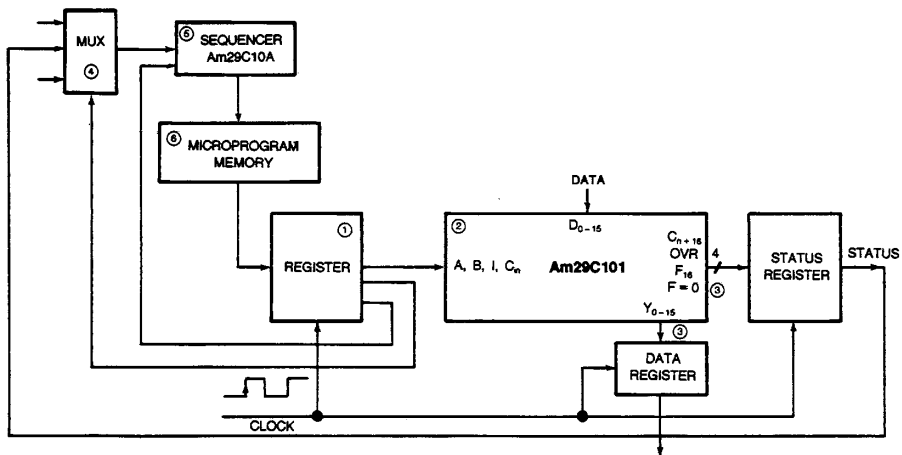 MUX
④
⑤
SEQUENCER
Am29C10A
⑥
MICROPROGRAM
MEMORY
①
REGISTER
DATA
②
D0-15
A, B, I, Cn
Am29C101
Cn + 16
OVR
F16
F = 0
③
4
Y0-15
③
STATUS
REGISTER
STATUS
DATA
REGISTER
CLOCK